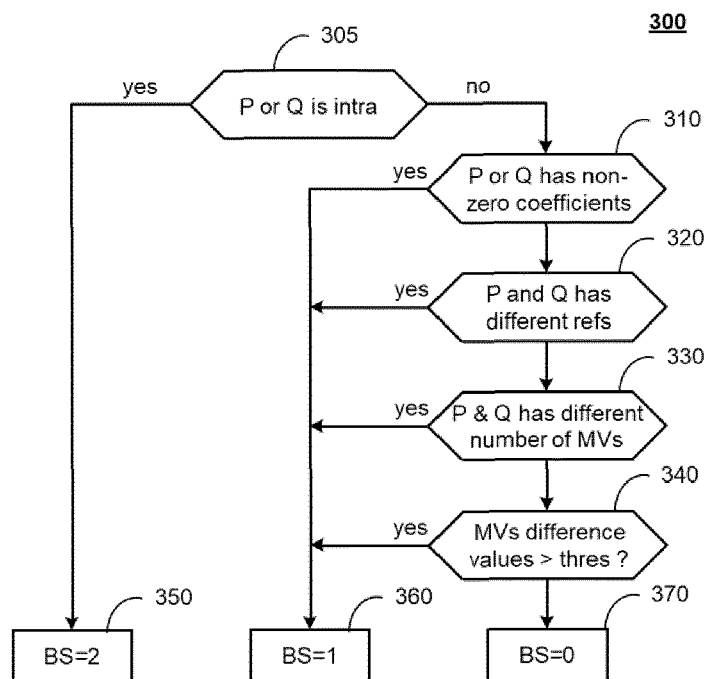 300
305
yes
P or Q is intra
no
310
yes
P or Q has non-
zero coefficients
320
yes
P and Q has
different refs
330
yes
P & Q has different
number of MVs
340
yes
MVs difference
values > thres ?
350
360
370
BS=2
BS=1
BS=0